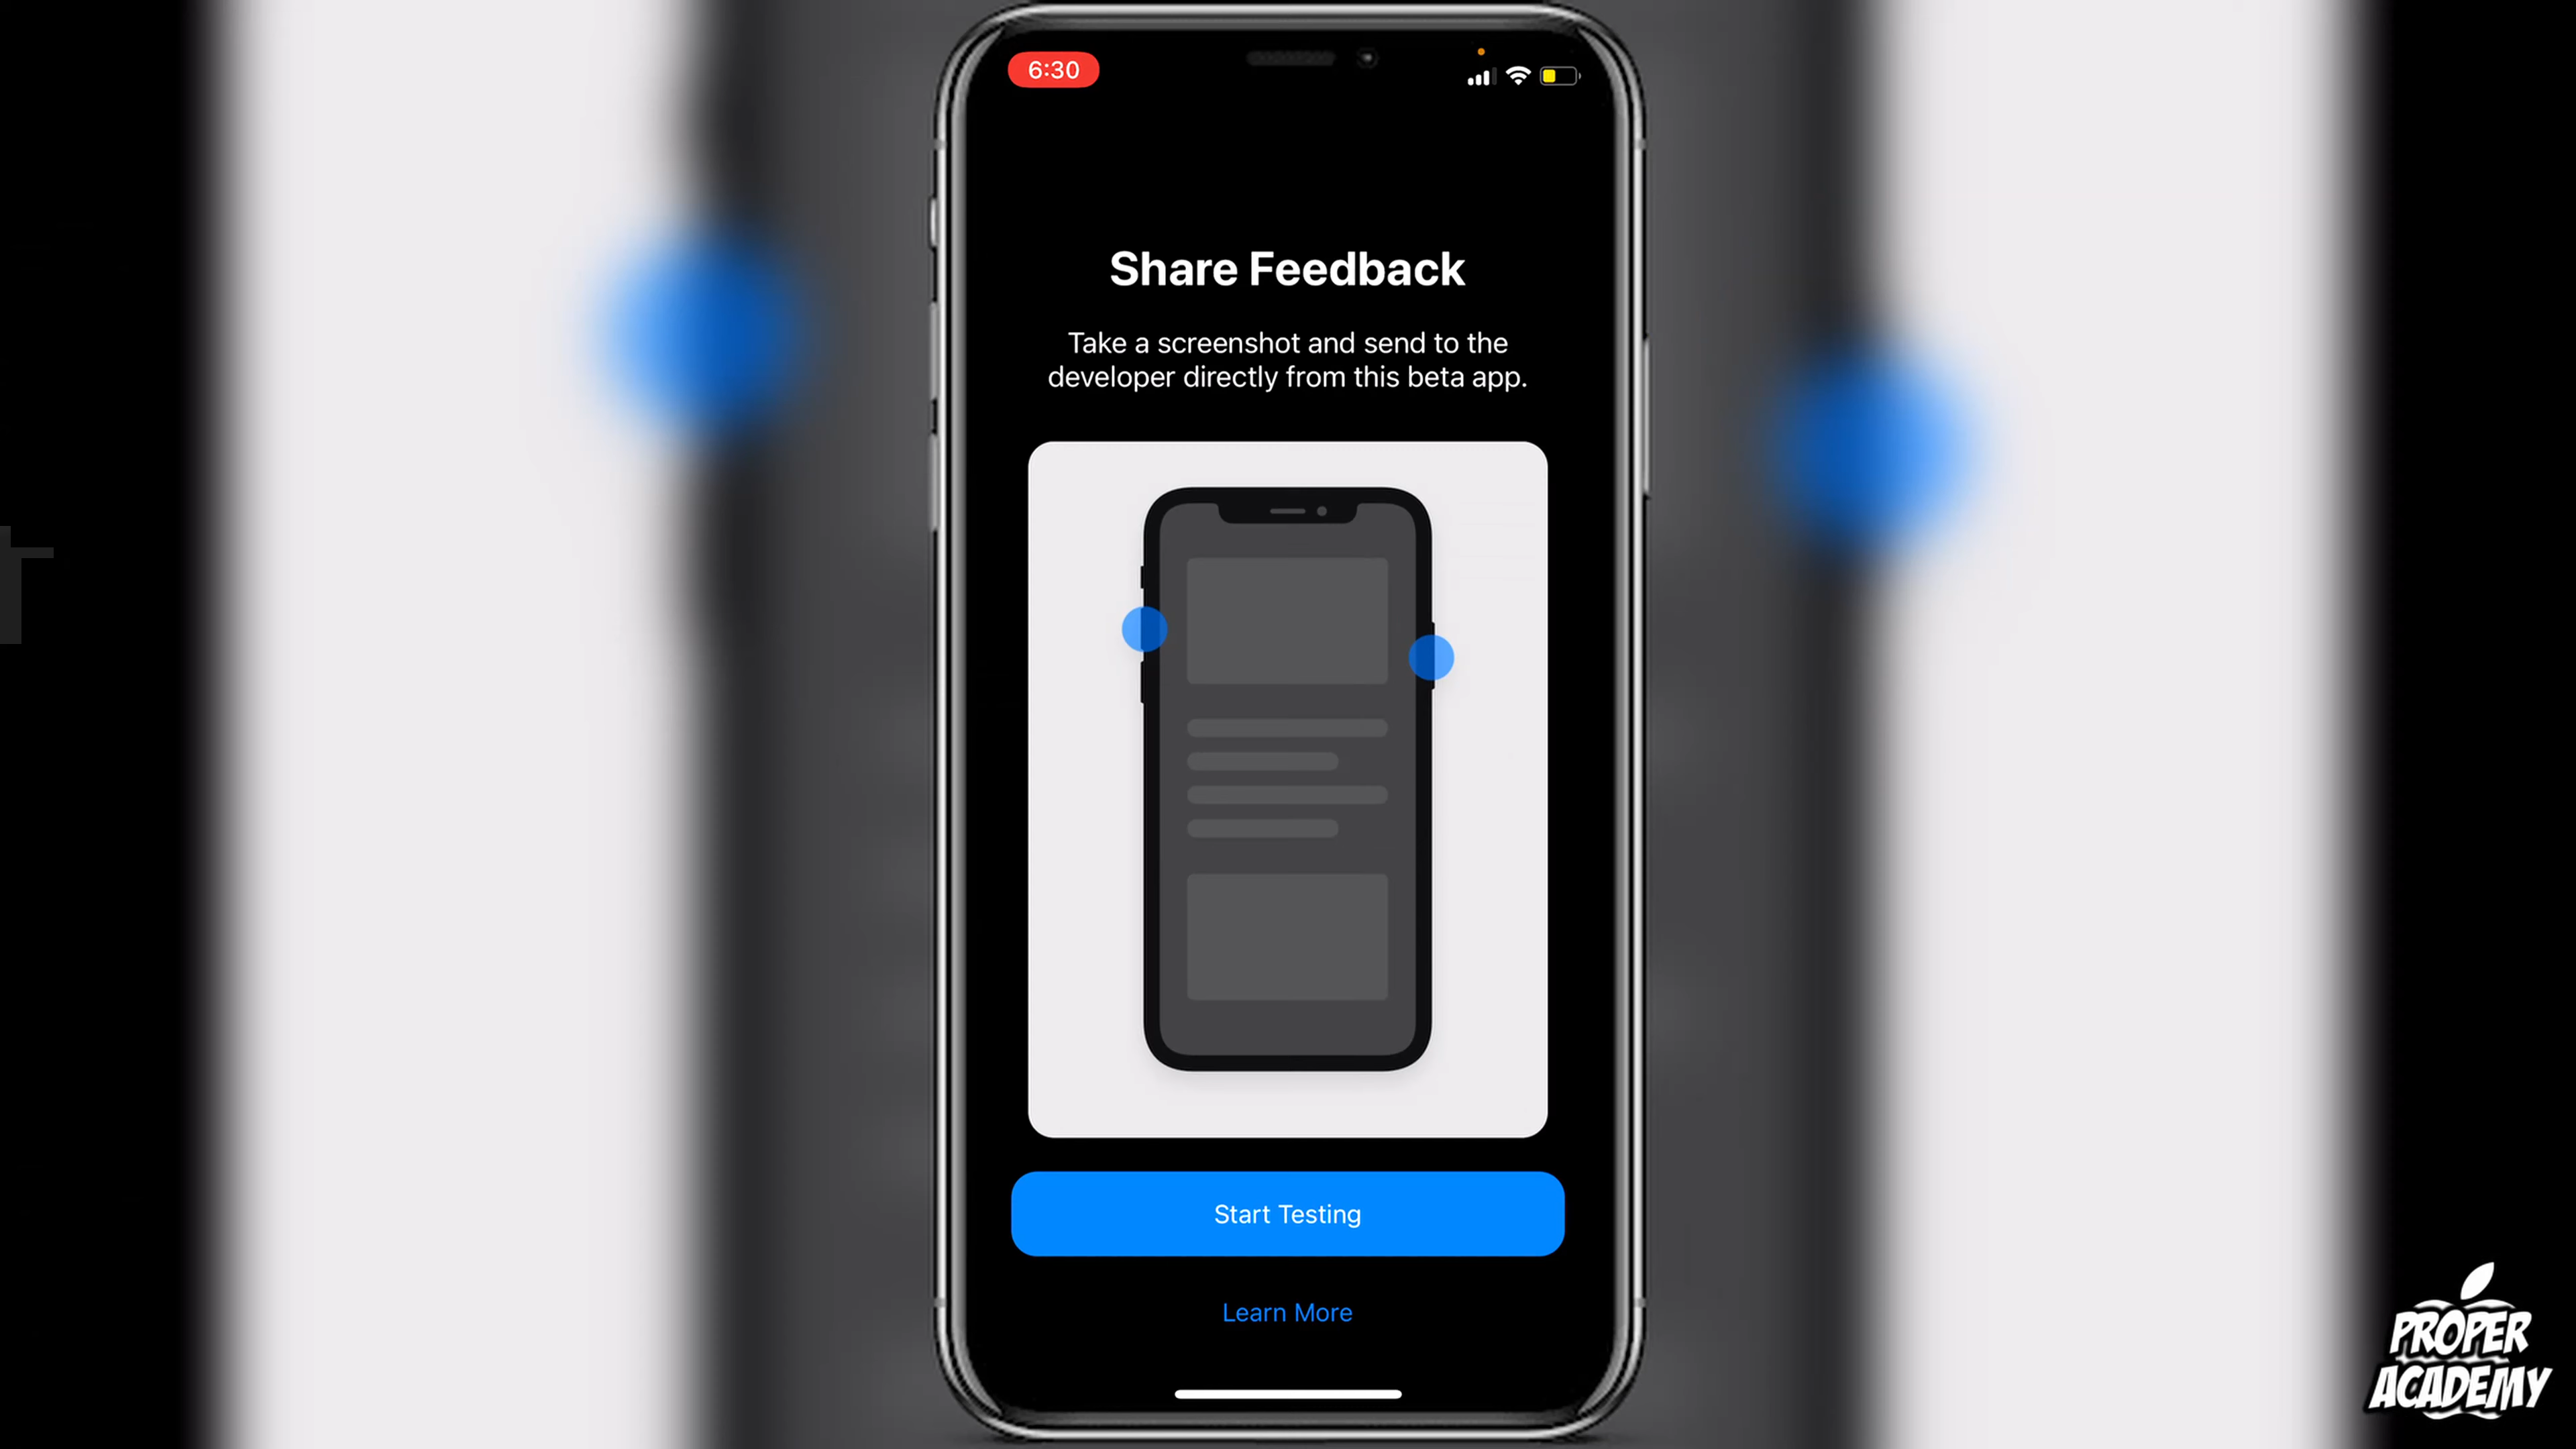 6:30
Share Feedback
Take a screenshot and send to the
developer directly from this beta app.
Start Testing
Learn More
PROPER
ACADEMY